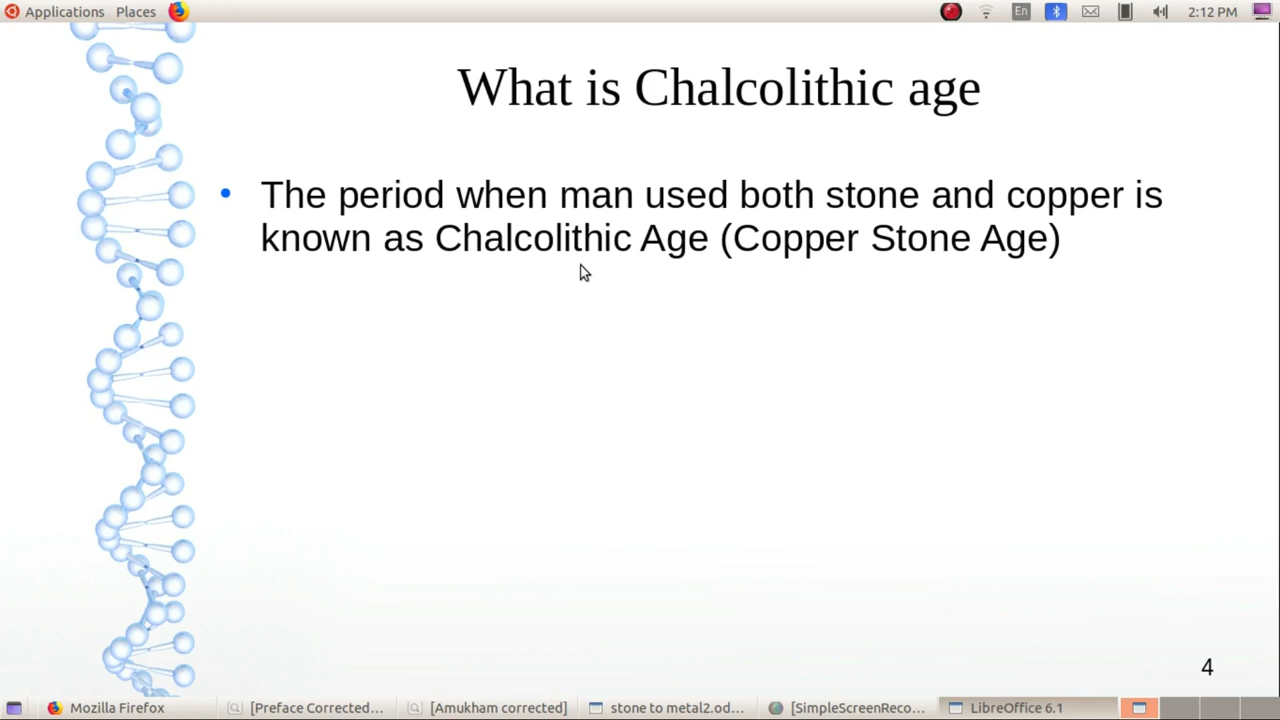 Applications Places En 2:12 PM
What is Chalcolithic age
• The period when man used both stone and copper is
known as Chalcolithic Age (Copper Stone Age)
4
Mozilla Firefox [Preface Corrected... [Amukham corrected] stone to metal2.od... [SimpleScreenReco... LibreOffice 6.1